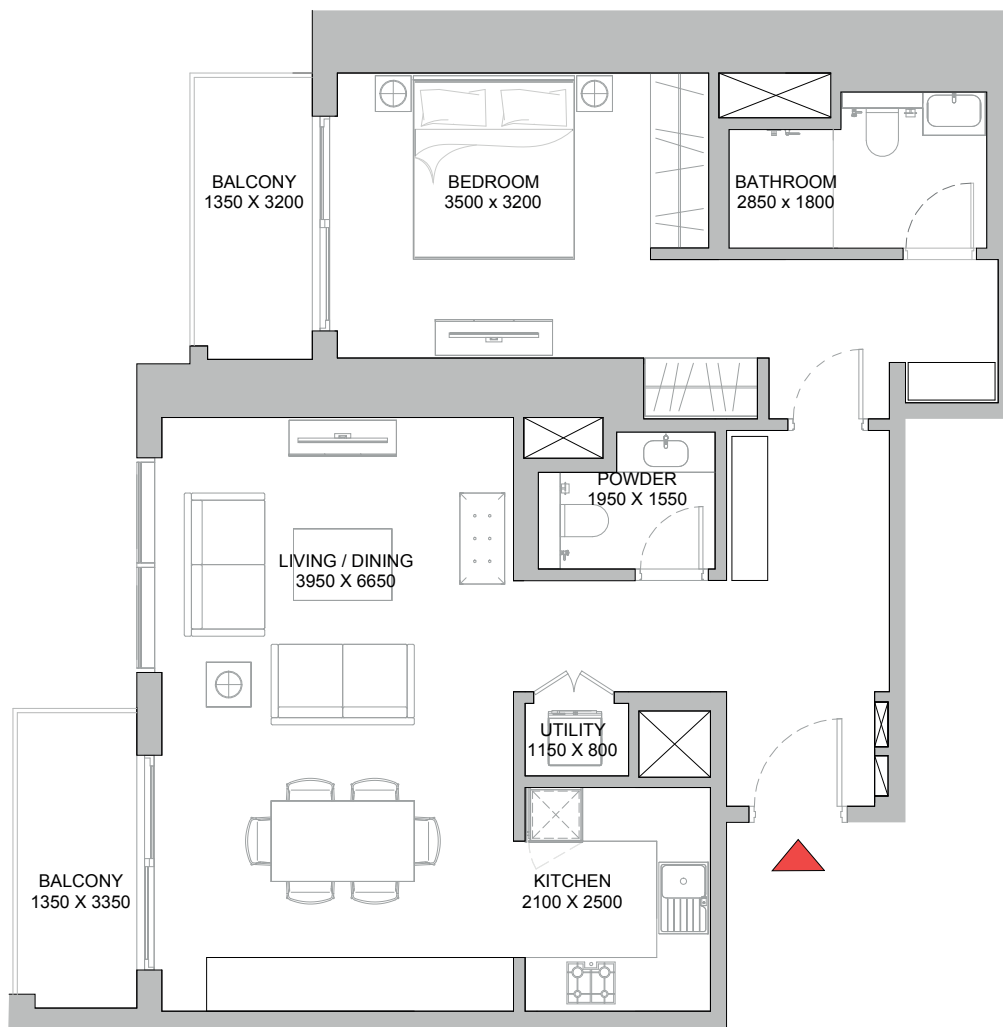 BALCONY
1350 X 3200
BEDROOM
3500 x 3200
BATHROOM
2850 x 1800
POWDER
1950 X 1550
LIVING / DINING
3950 X 6650
UTILITY
1150 X 800
BALCONY
1350 X 3350
KITCHEN
2100 X 2500